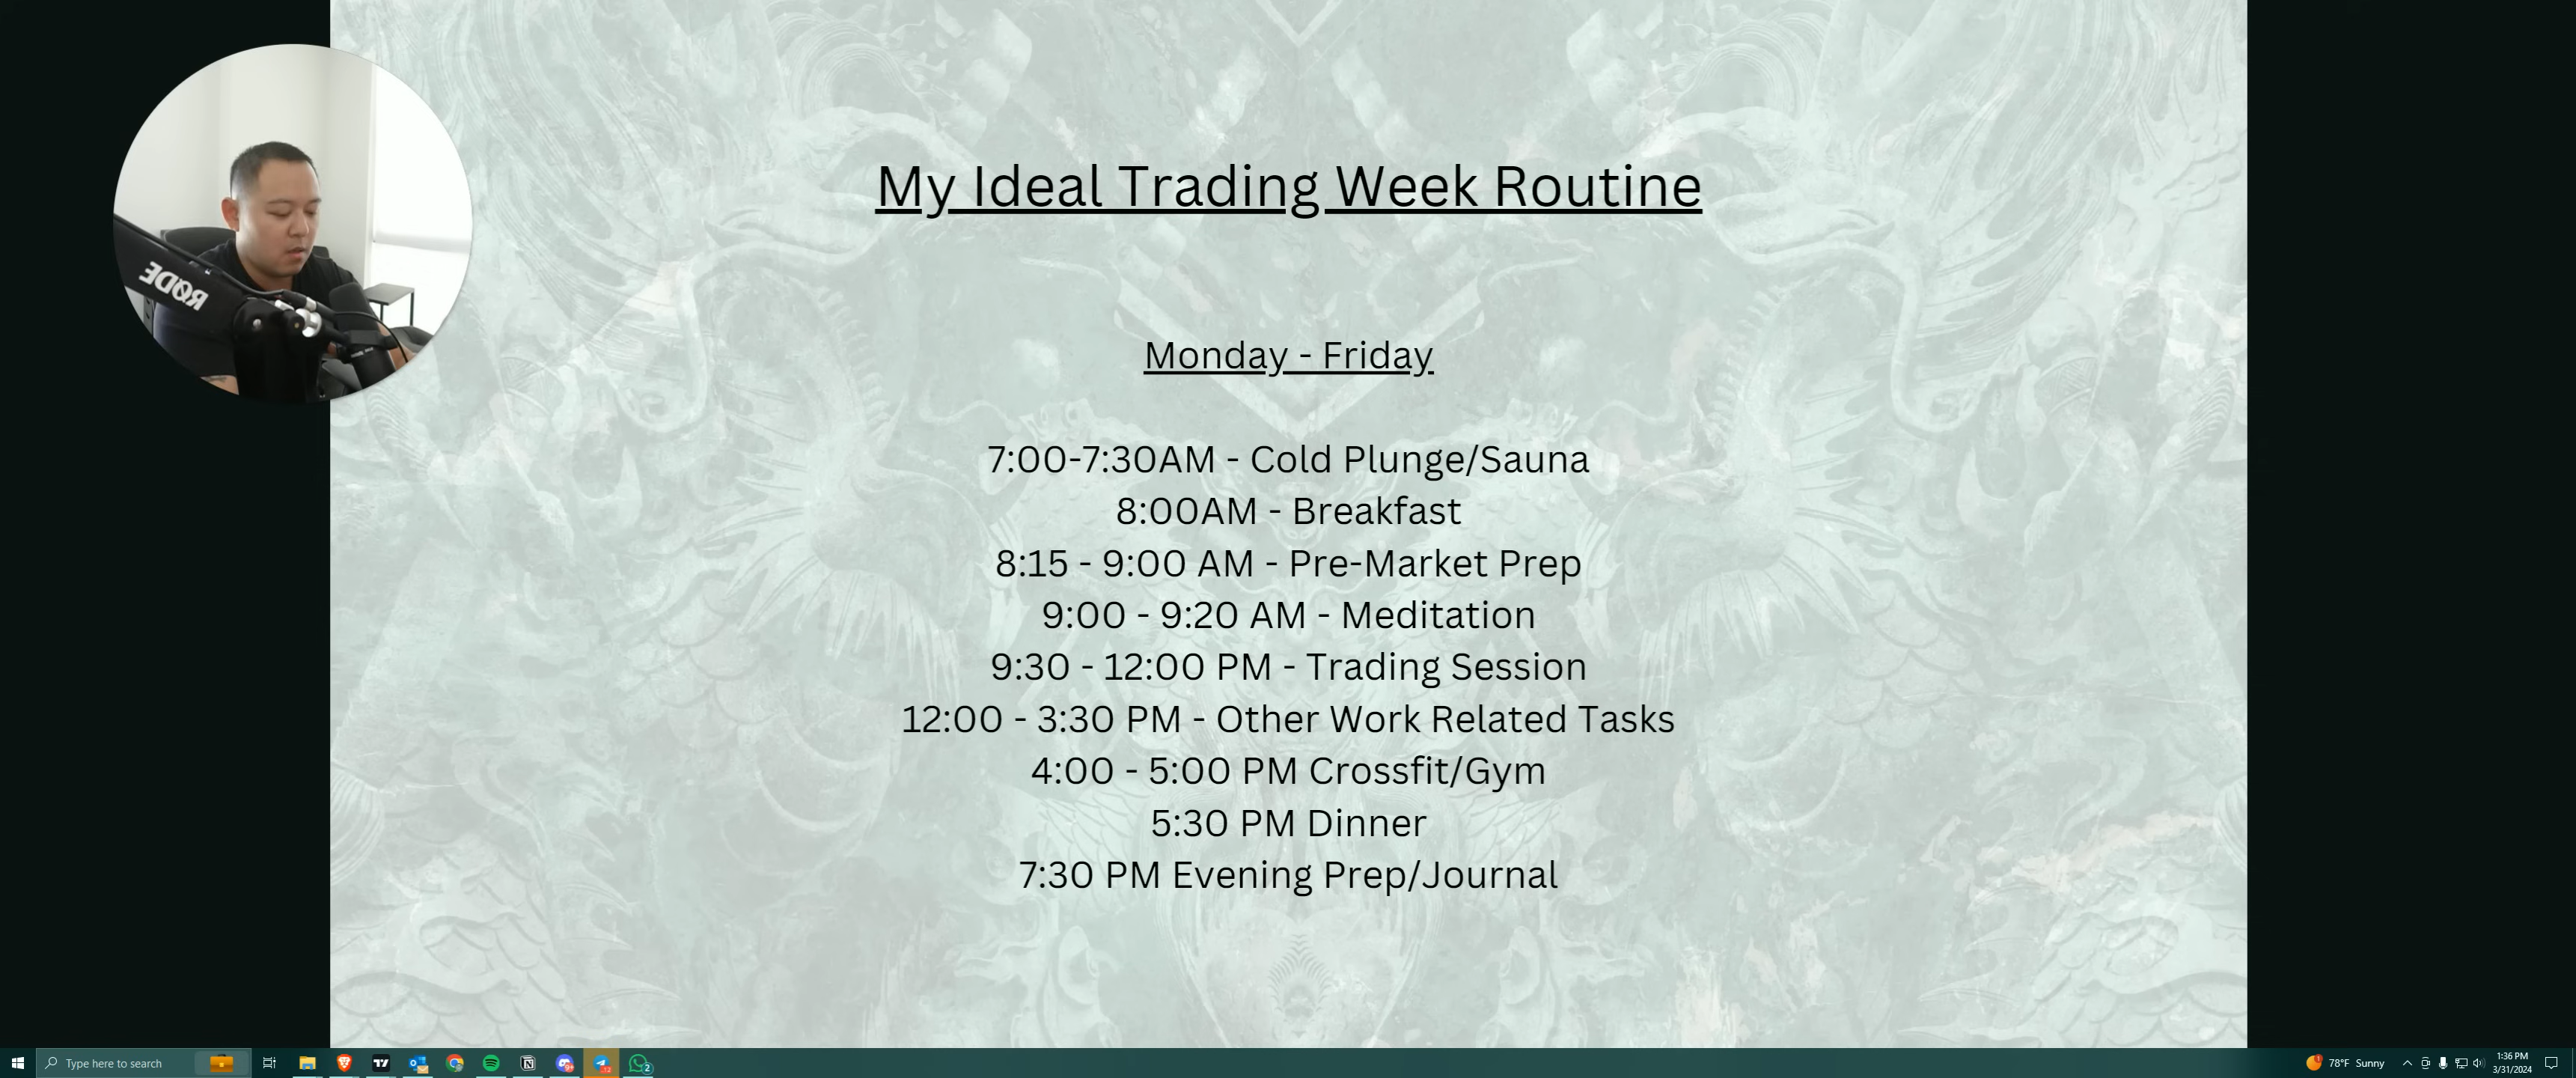 My Ideal Trading Week Routine
Monday - Friday
7:00-7:30AM - Cold Plunge/Sauna
8:00AM - Breakfast
8:15 - 9:00 AM - Pre-Market Prep
9:00 - 9:20 AM - Meditation
9:30 - 12:00 PM - Trading Session
12:00 - 3:30 PM - Other Work Related Tasks
4:00 - 5:00 PM Crossfit/Gym
5:30 PM Dinner
7:30 PM Evening Prep/Journal
RØDE
Type here to search
78°F Sunny
1:36 PM
3/31/2024